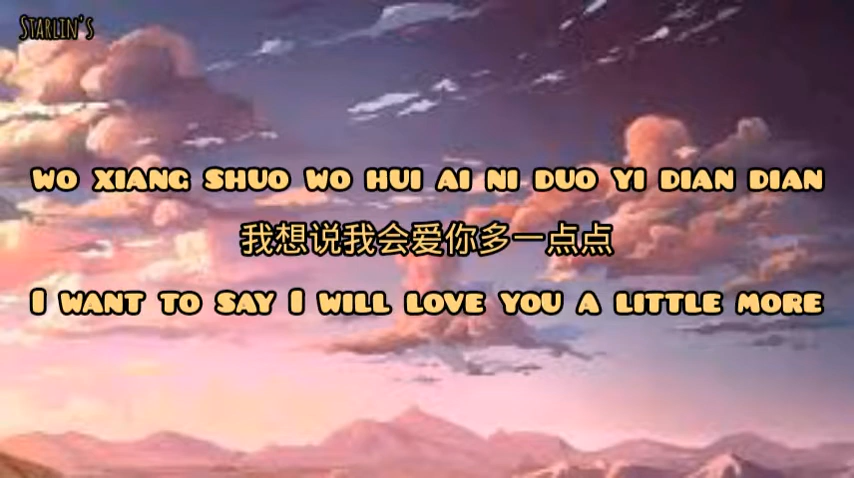 Starlin's
WO XIANG SHUO WO HUI AI NI DUO YI DIAN DIAN
我想说我会爱你多一点点
I WANT TO SAY I WILL LOVE YOU A LITTLE MORE